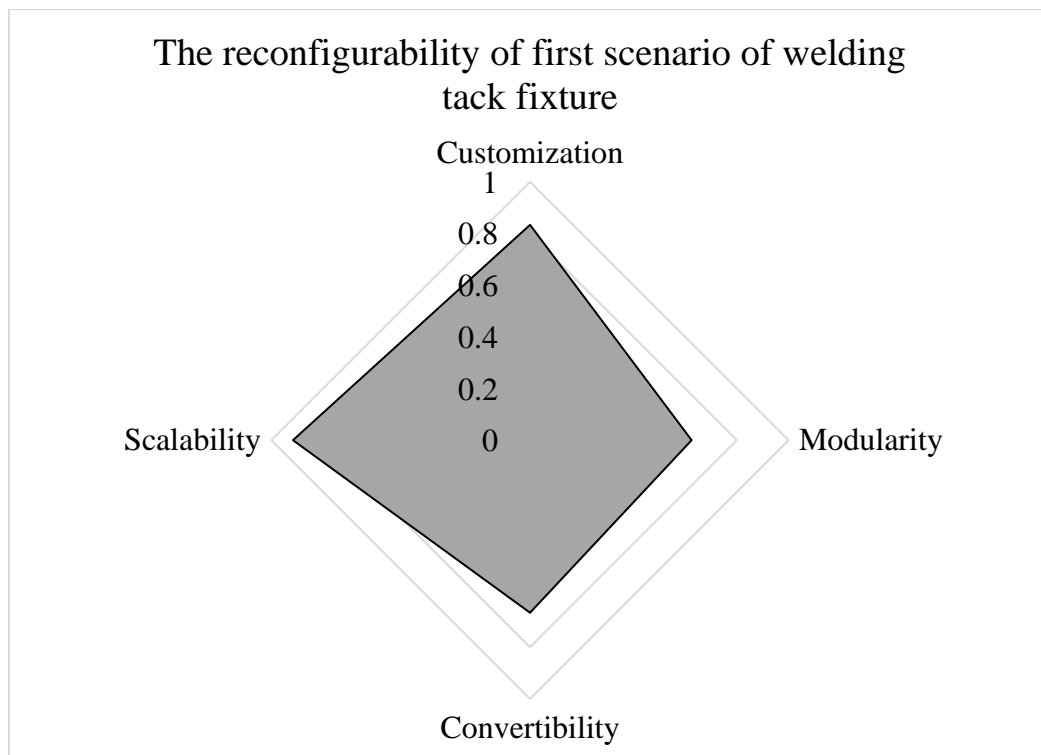 The reconfigurability of first scenario of welding
tack fixture
Customization
1
0.8
0.6
0.4
0.2
0
Scalability
Modularity
Convertibility